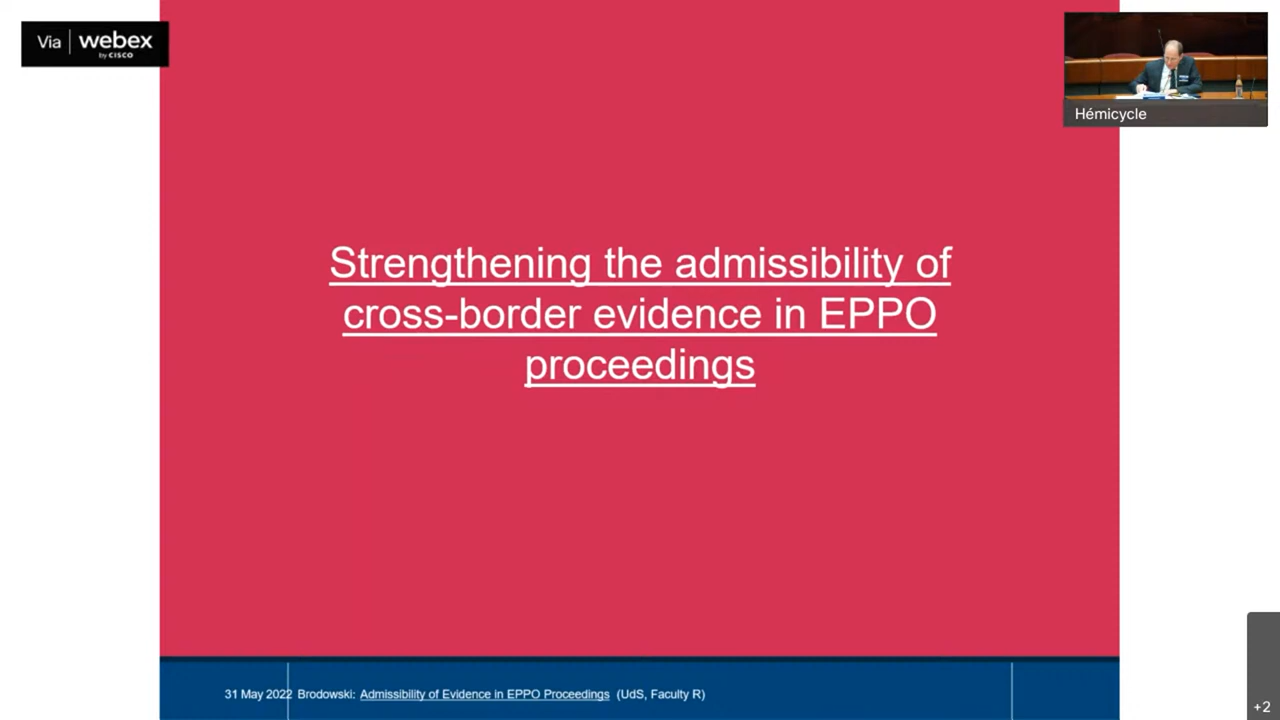 Via webex
by CISCO
Hémicycle
Strengthening the admissibility of
cross-border evidence in EPPO
proceedings
31 May 2022 Brodowski: Admissibility of Evidence in EPPO Proceedings (UdS, Faculty R)
+2